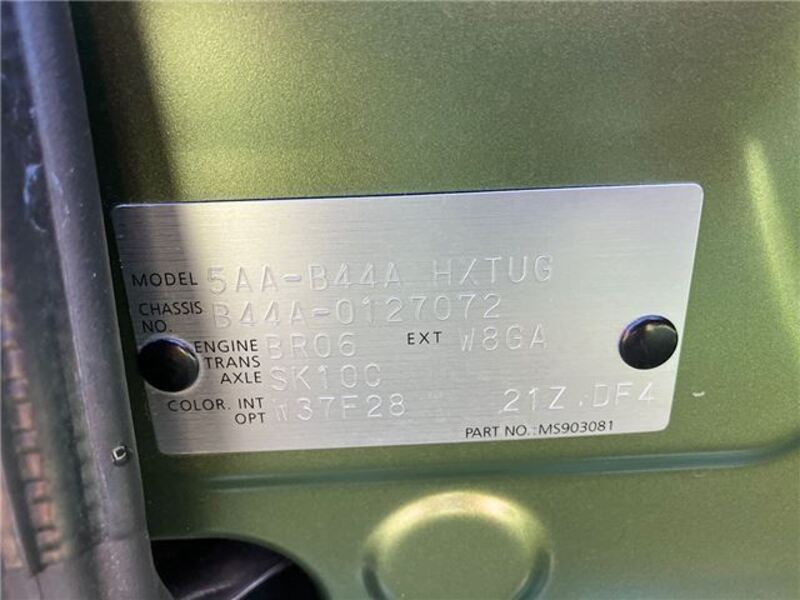 MODEL 5AA-B44A HXTUG
CHASSIS NO. B44A-0127072
ENGINE BR06 EXT W8GA
TRANS AXLE SK10C
COLOR. INT OPT W37F28 21Z.DF4
PART NO.:MS903081